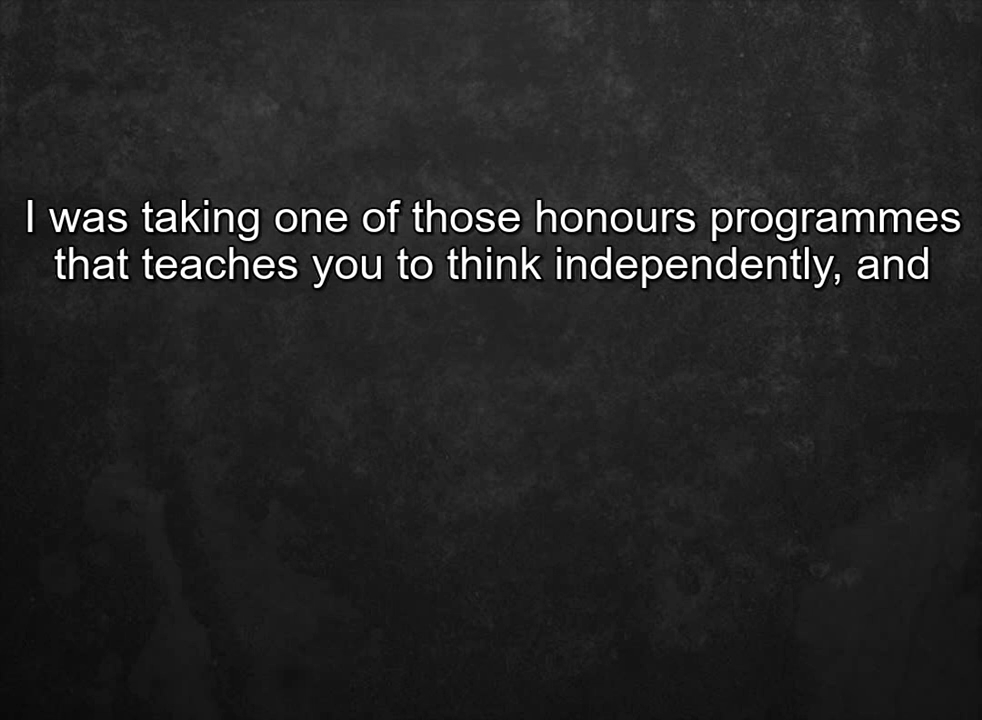 I was taking one of those honours programmes
that teaches you to think independently, and